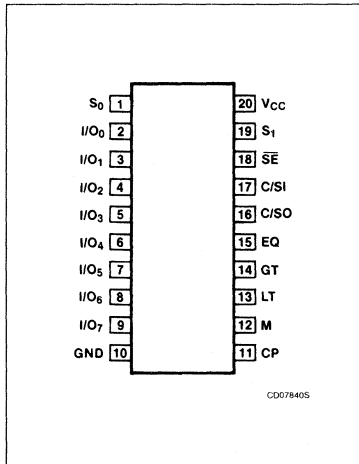 S0 1 20 VCC
I/O0 2 19 S1
I/O1 3 18 SE
I/O2 4 17 C/SI
I/O3 5 16 C/SO
I/O4 6 15 EQ
I/O5 7 14 GT
I/O6 8 13 LT
I/O7 9 12 M
GND 10 11 CP
CD07840S